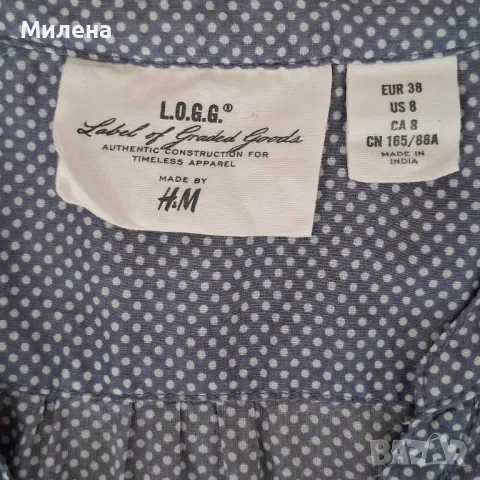 Милена
L.O.G.G.®
Label of Graded Goods
AUTHENTIC CONSTRUCTION FOR
TIMELESS APPAREL
MADE BY
H&M
EUR 38
US 8
CA 8
CN 165/88A
MADE IN
INDIA
БАЗАР